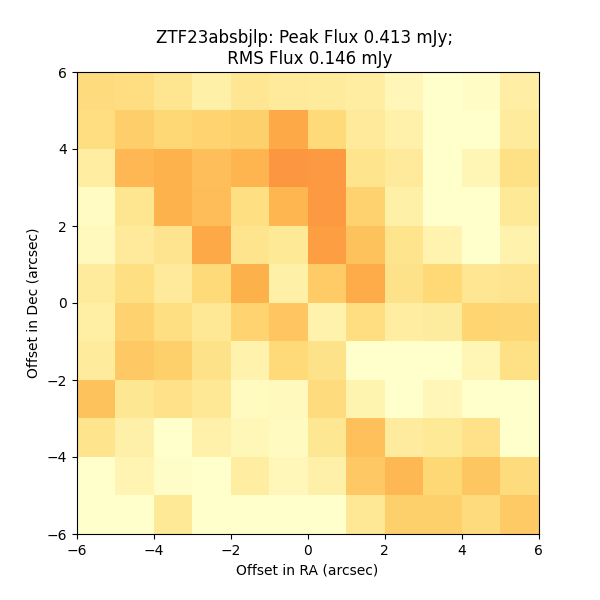 ZTF23absbjlp: Peak Flux 0.413 mJy;
RMS Flux 0.146 mJy
6
4
2
0
−2
−4
−6
Offset in Dec (arcsec)
−6 −4 −2 0 2 4 6
Offset in RA (arcsec)